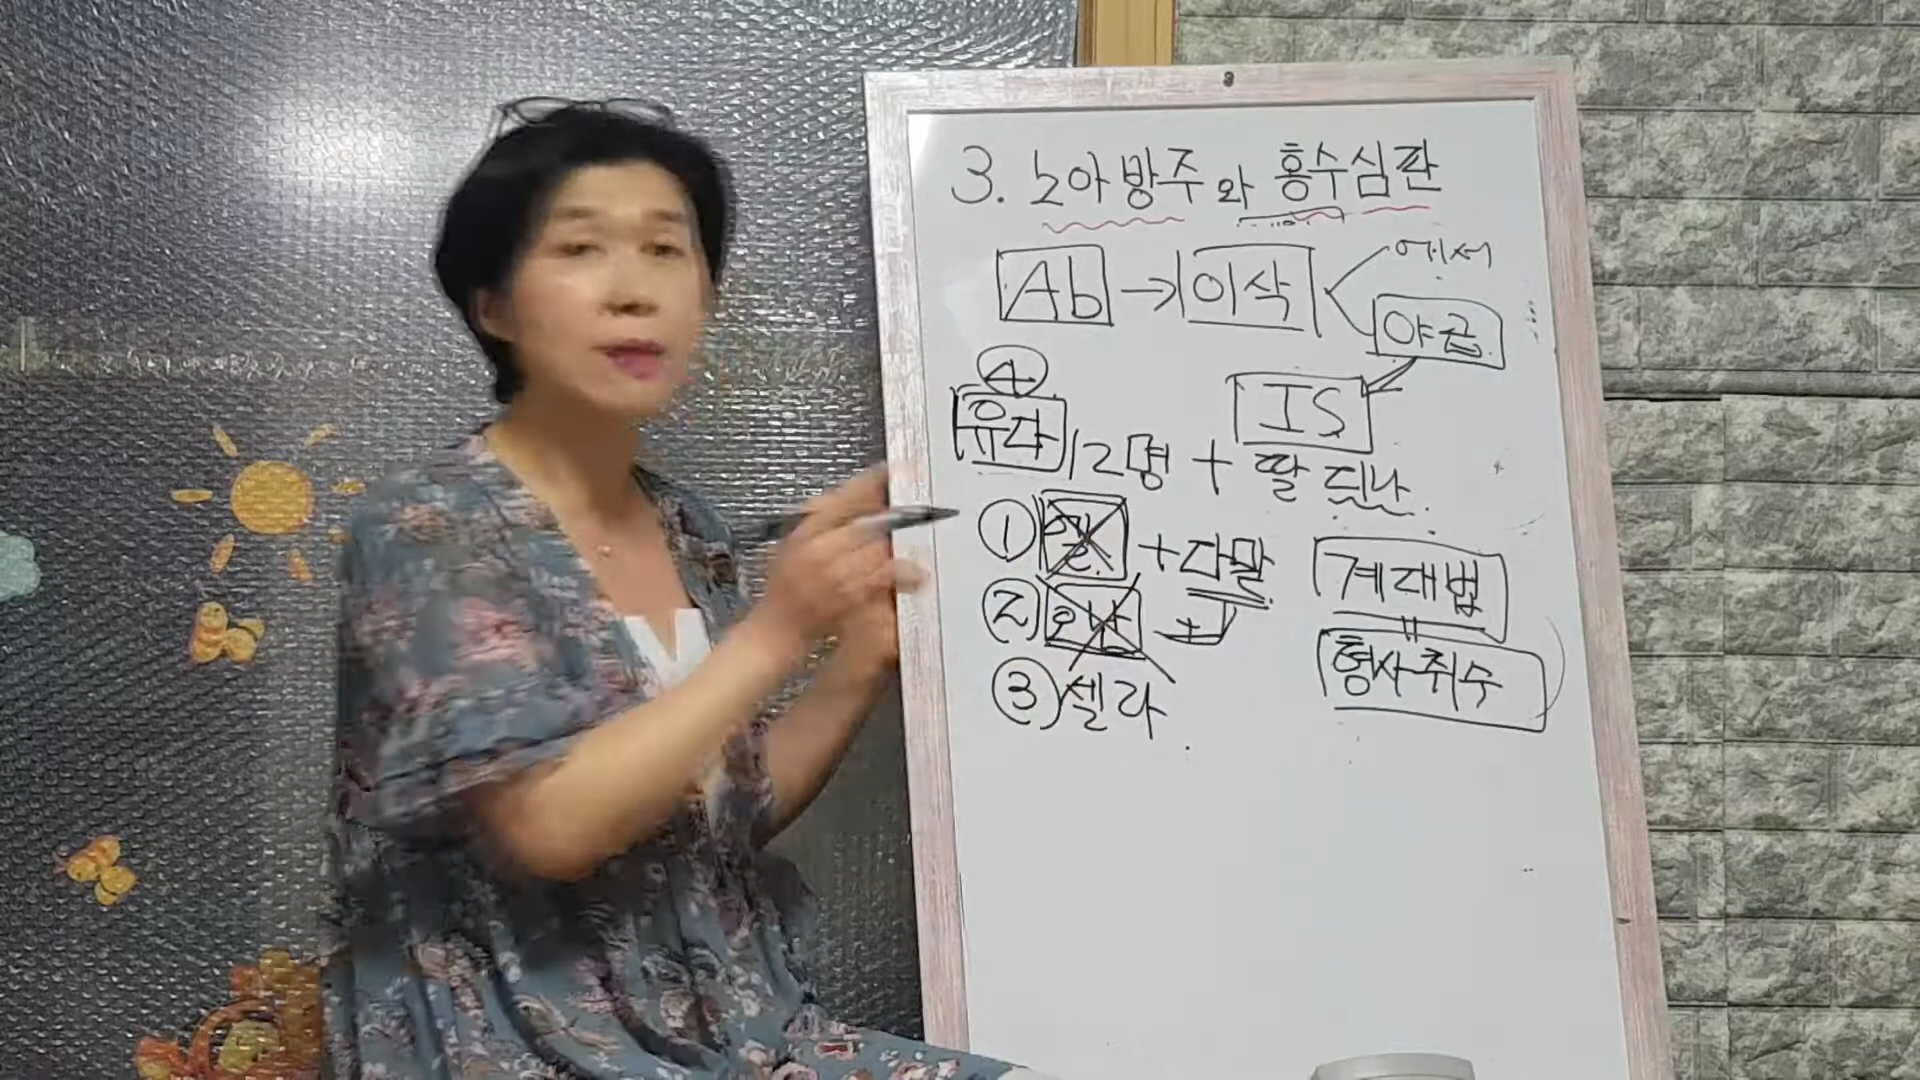 3. 노아방주와 홍수심판
Ab → 이삭
에서
야곱
IS
④
유다
12명 + 딸 디나
① 엘 + 다말
② 오난 +
③ 셀라
계대법
=
형사취수